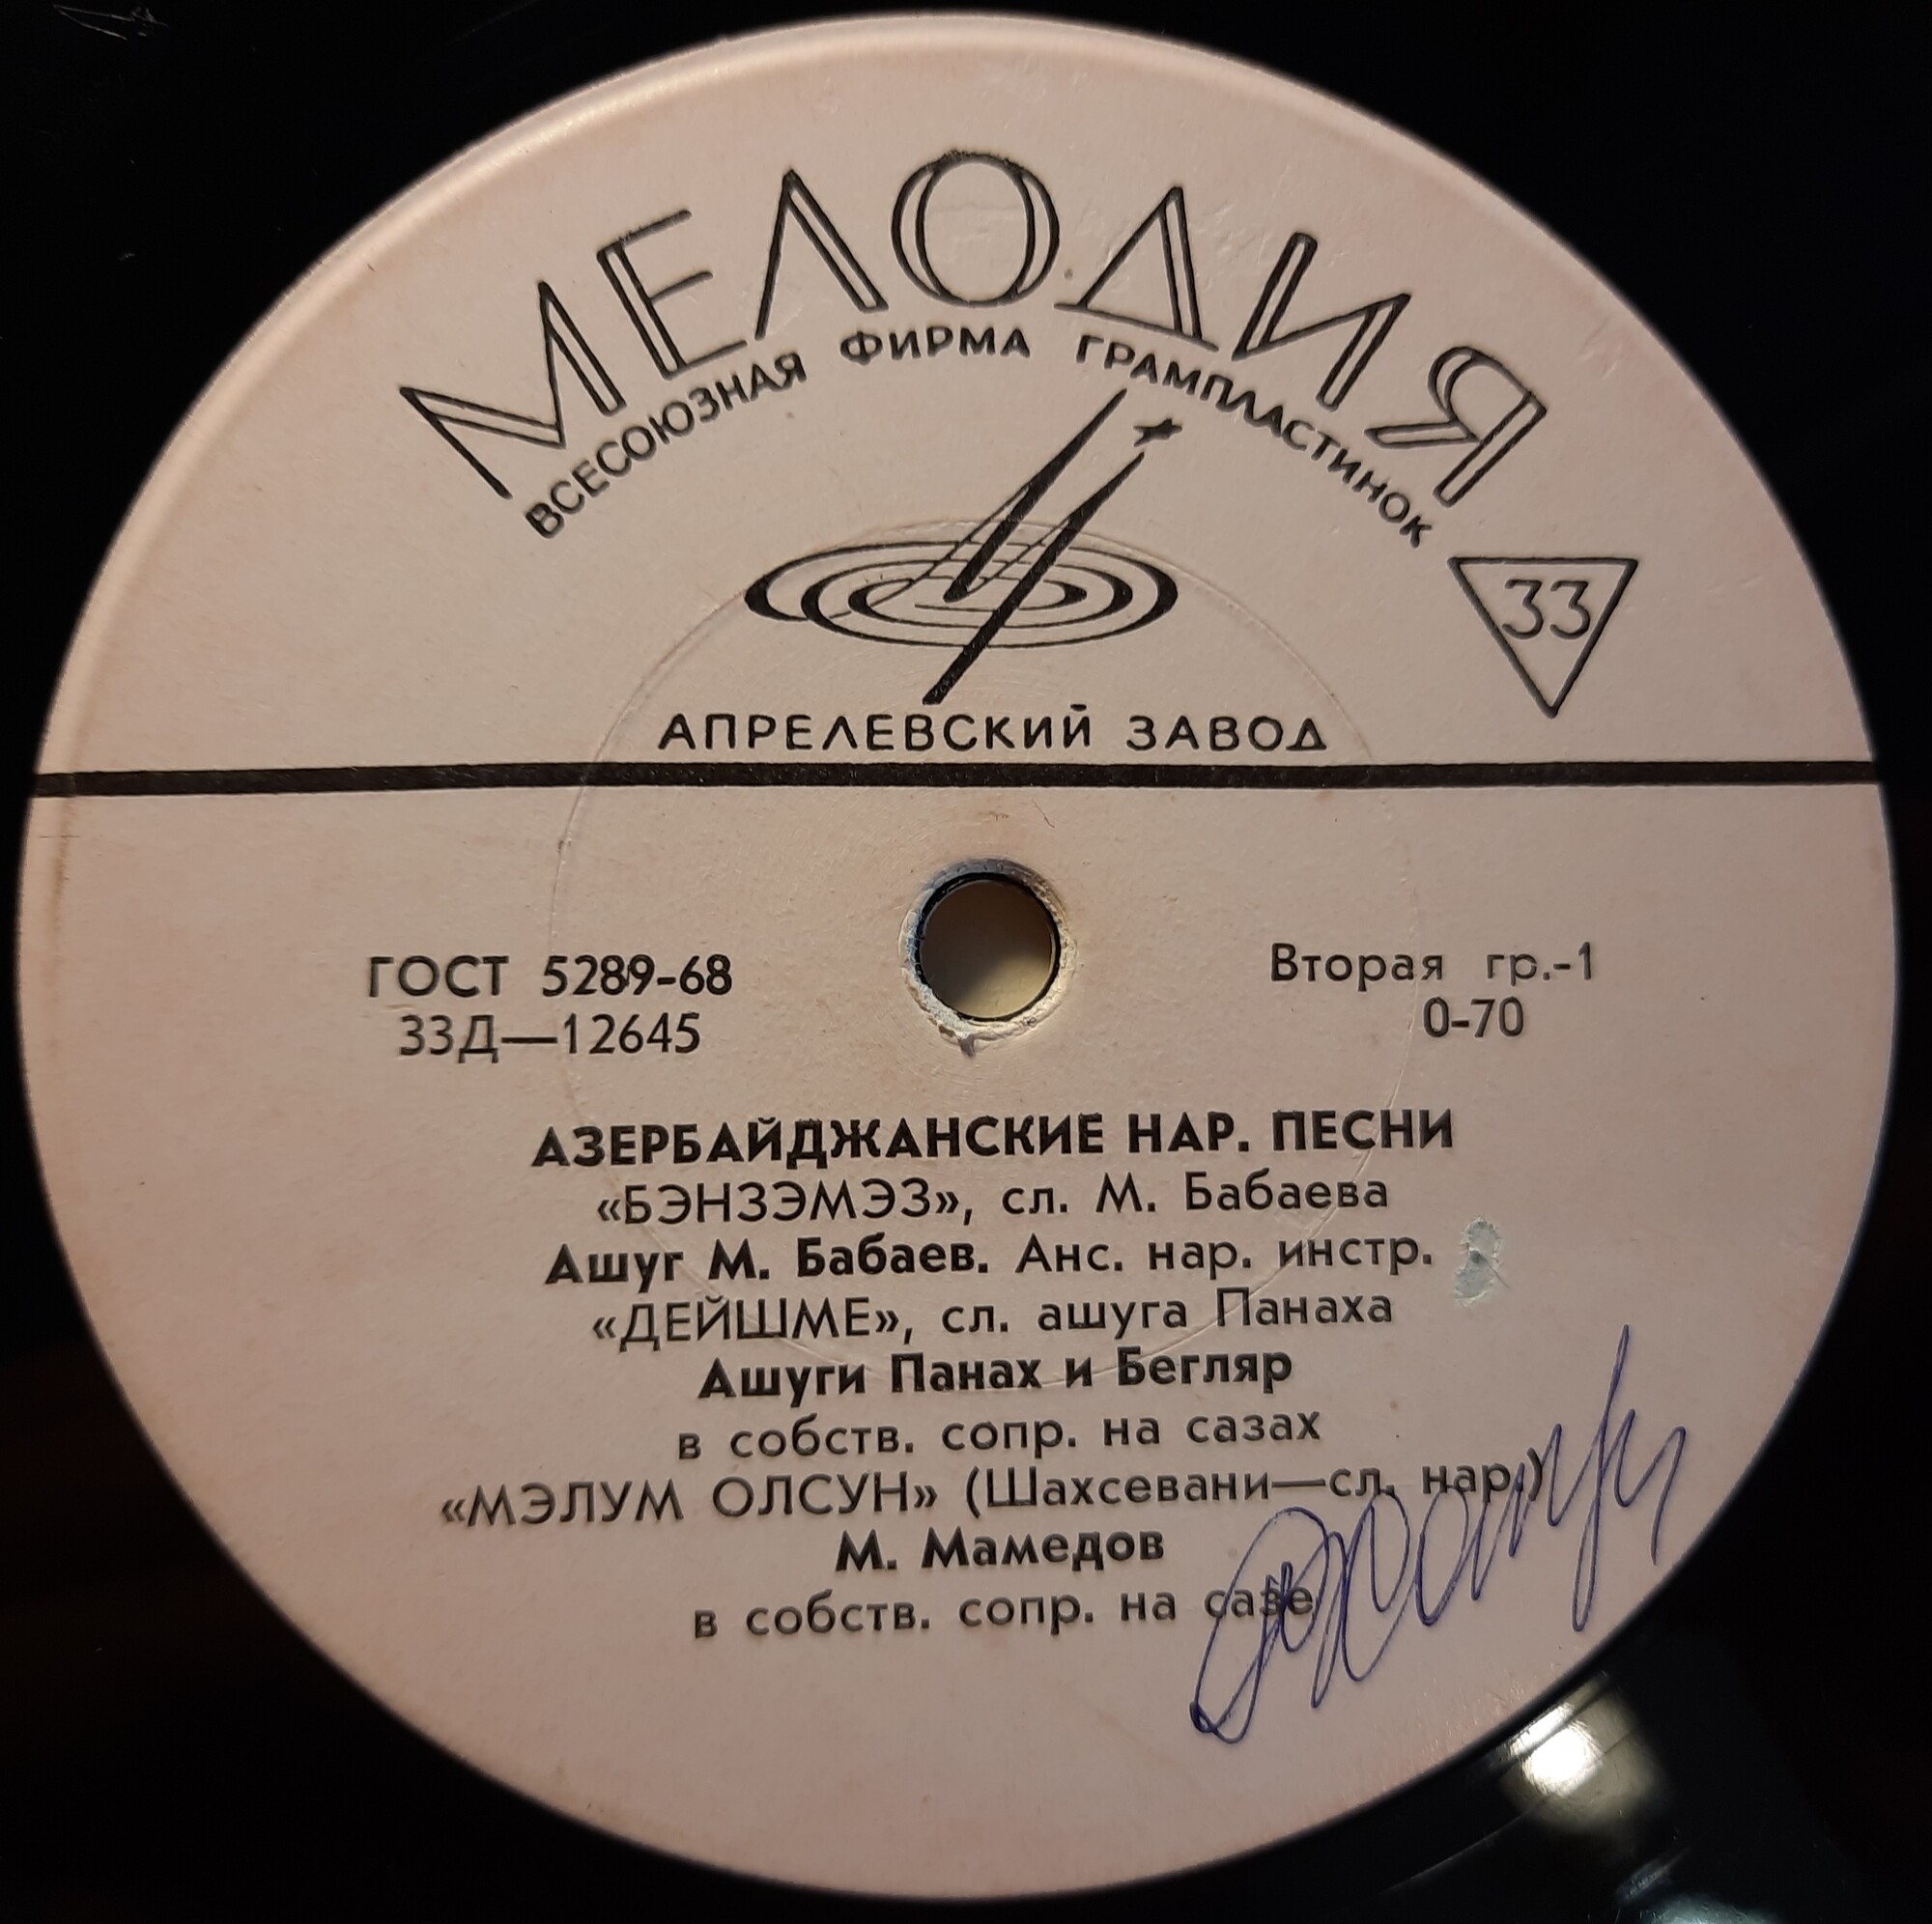 МЕЛОДИЯ
ВСЕСОЮЗНАЯ ФИРМА ГРАМПЛАСТИНОК
33
АПРЕЛЕВСКИЙ ЗАВОД
ГОСТ 5289-68
33Д—12645
Вторая гр.-1
0-70
АЗЕРБАЙДЖАНСКИЕ НАР. ПЕСНИ
«БЭНЗЭМЭЗ», сл. М. Бабаева
Ашуг М. Бабаев. Анс. нар. инстр.
«ДЕЙШМЕ», сл. ашуга Панаха
Ашуги Панах и Бегляр
в собств. сопр. на сазах
«МЭЛУМ ОЛСУН» (Шахсевани—сл. нар.)
М. Мамедов
в собств. сопр. на сазе